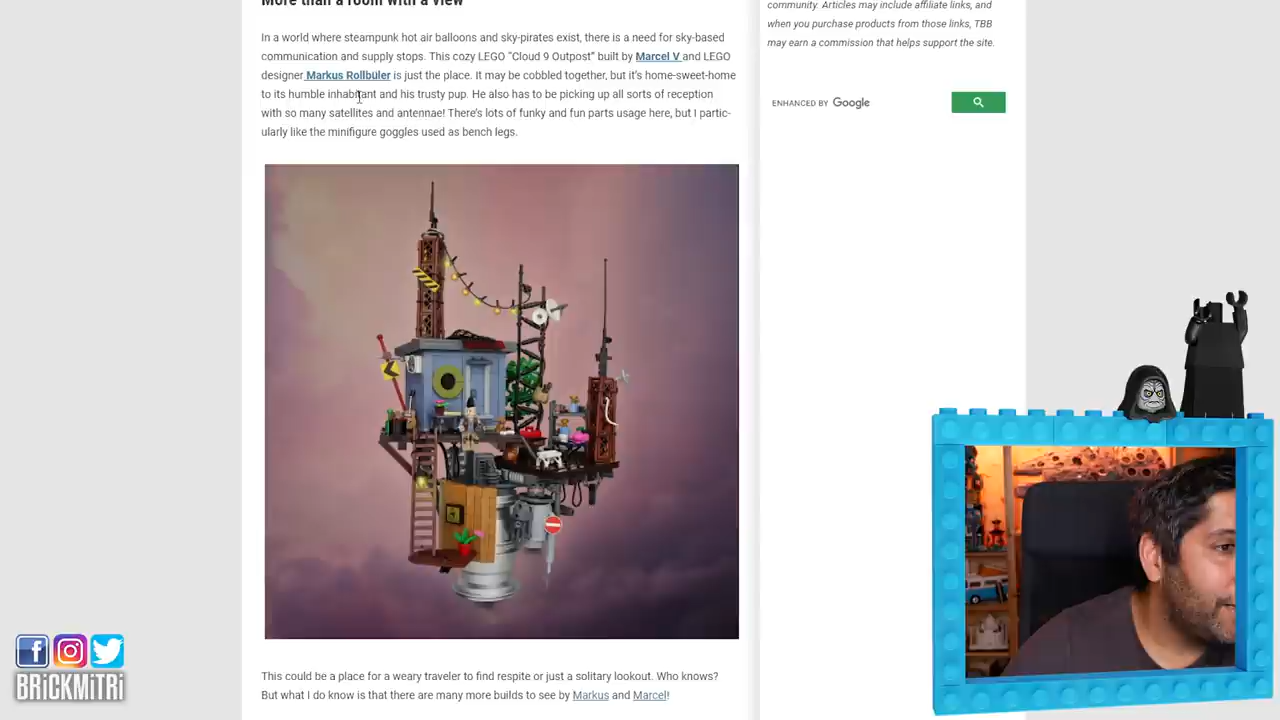 More than a room with a view
In a world where steampunk hot air balloons and sky-pirates exist, there is a need for sky-based
communication and supply stops. This cozy LEGO “Cloud 9 Outpost” built by Marcel V and LEGO
designer Markus Rollbüler is just the place. It may be cobbled together, but it’s home-sweet-home
to its humble inhabitant and his trusty pup. He also has to be picking up all sorts of reception
with so many satellites and antennae! There’s lots of funky and fun parts usage here, but I partic-
ularly like the minifigure goggles used as bench legs.
This could be a place for a weary traveler to find respite or just a solitary lookout. Who knows?
But what I do know is that there are many more builds to see by Markus and Marcel!
community. Articles may include affiliate links, and
when you purchase products from those links, TBB
may earn a commission that helps support the site.
ENHANCED BY Google
BRiCKMiTRi